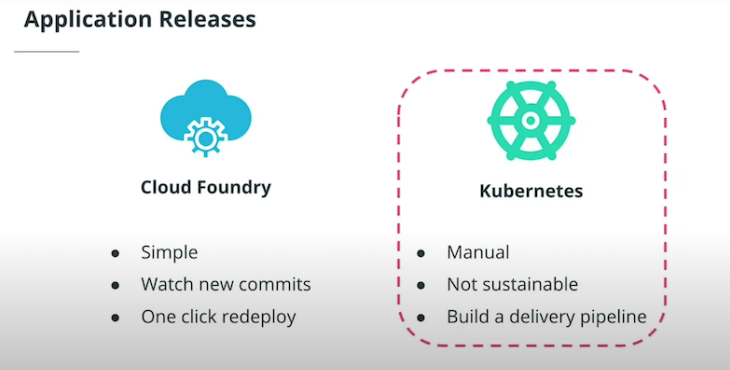 Application Releases
Cloud Foundry
Simple
Watch new commits
One click redeploy
Kubernetes
Manual
Not sustainable
Build a delivery pipeline